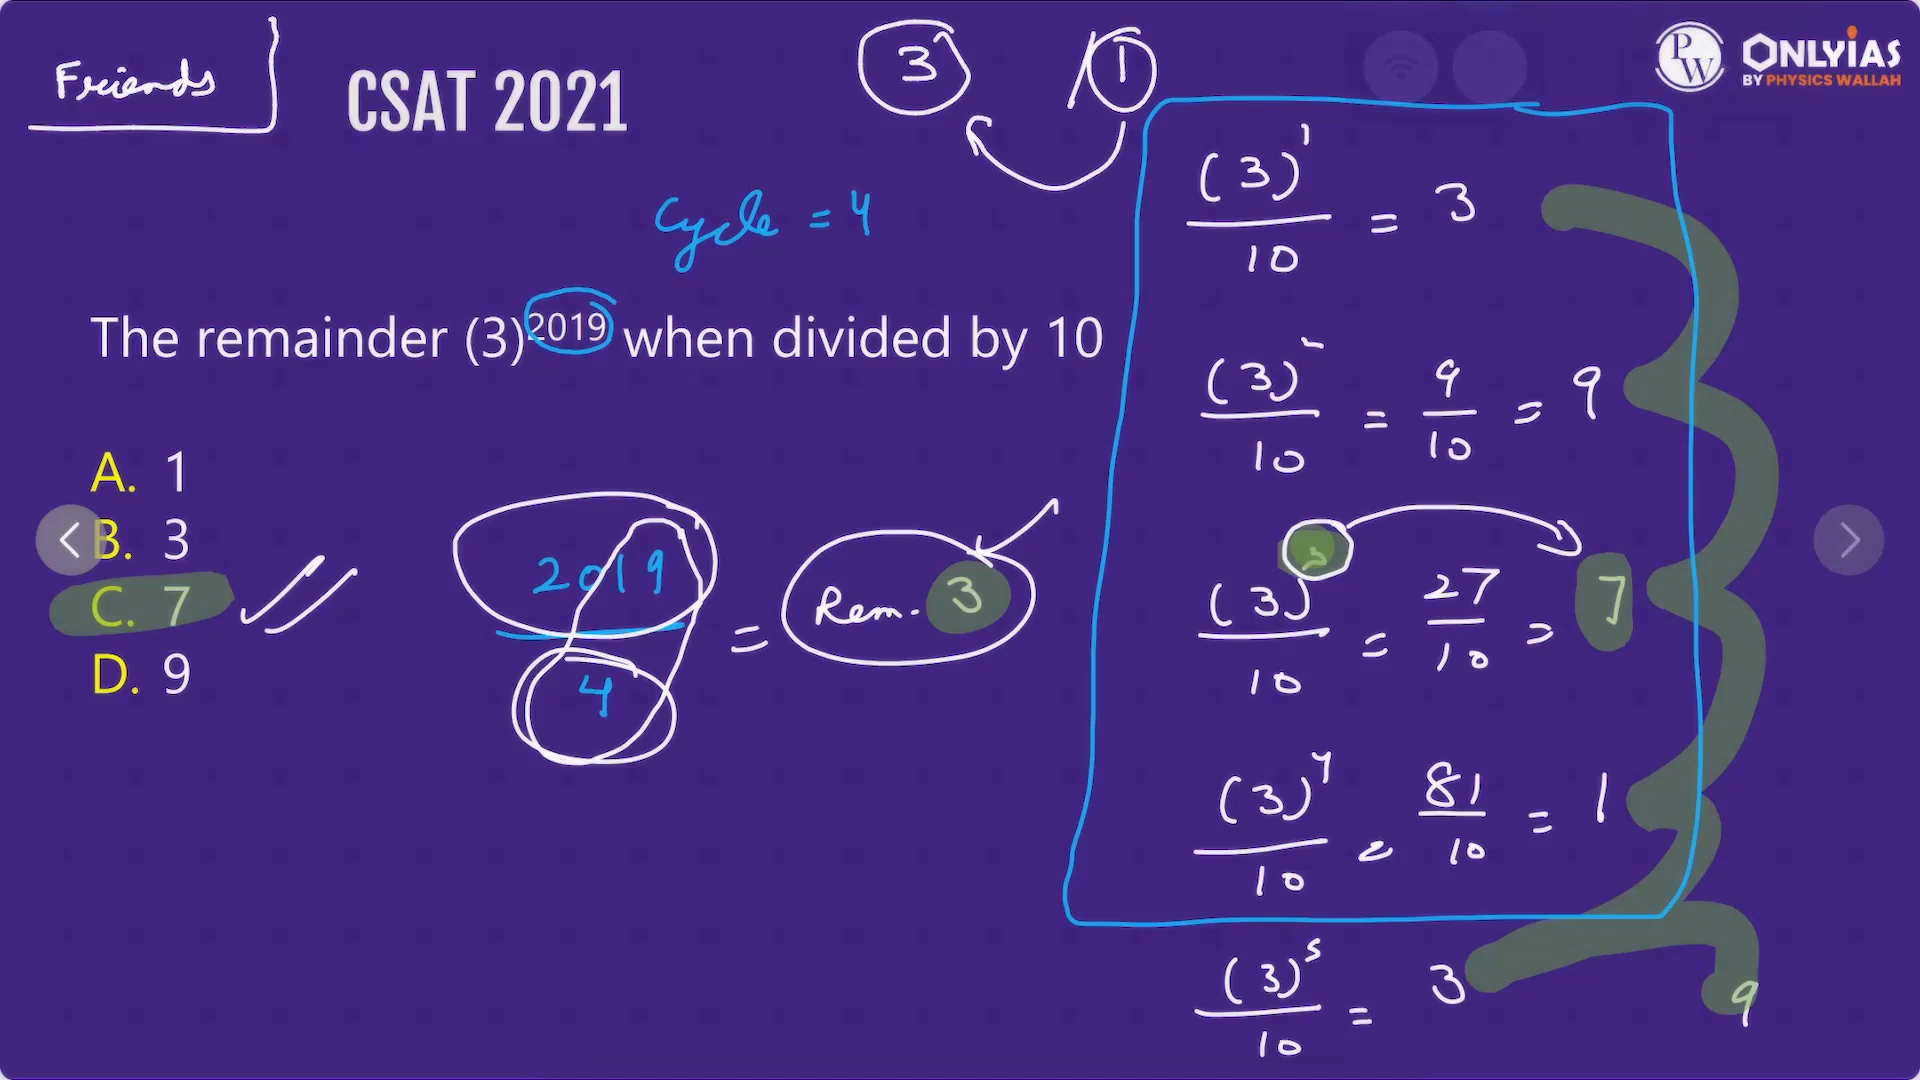 Friends
CSAT 2021
3
1
PW
ONLYIAS
BY PHYSICS WALLAH
Cycle = 4
The remainder (3)^2019 when divided by 10
A. 1
B. 3
C. 7
D. 9
2019
4
= Rem. 3
(3)^1
10
= 3
(3)^2
10
= 9
10
= 9
(3)^3
10
= 27
10
= 7
(3)^4
10
= 81
10
= 1
(3)^5
10
= 3
9